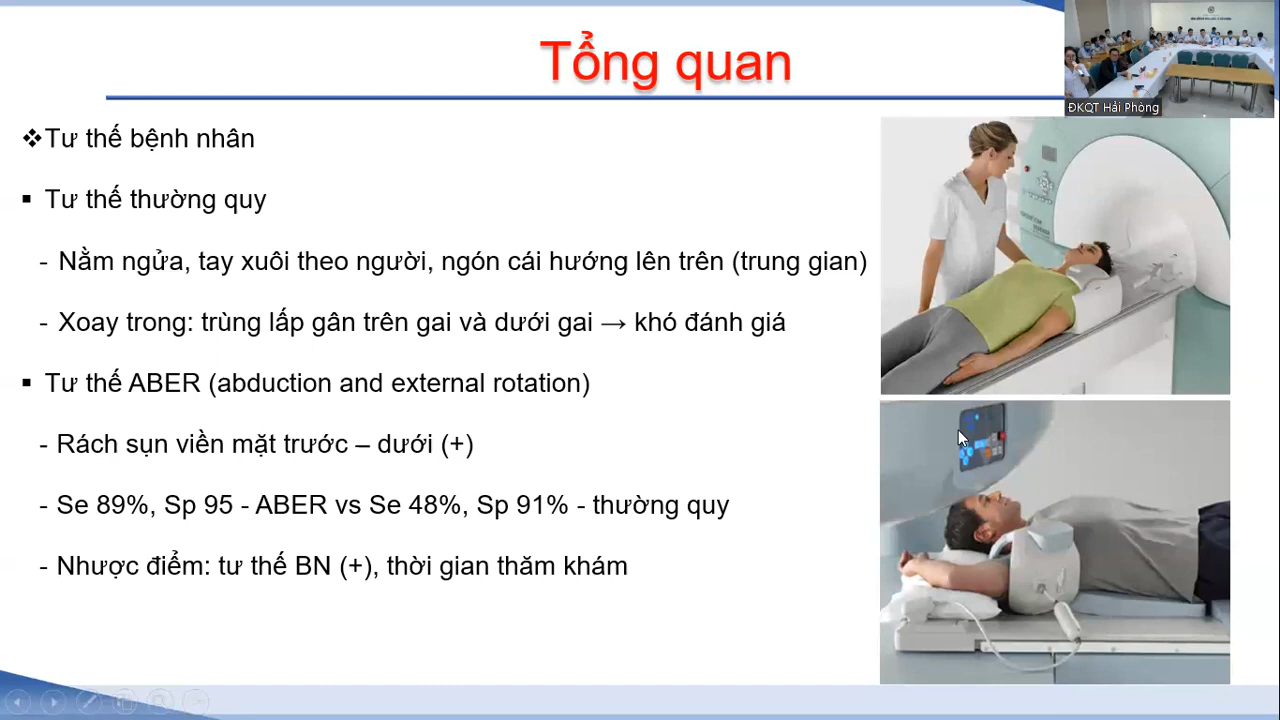 Tổng quan
ĐKQT Hải Phòng
❖Tư thế bệnh nhân
▪ Tư thế thường quy
- Nằm ngửa, tay xuôi theo người, ngón cái hướng lên trên (trung gian)
- Xoay trong: trùng lấp gân trên gai và dưới gai → khó đánh giá
▪ Tư thế ABER (abduction and external rotation)
- Rách sụn viền mặt trước – dưới (+)
- Se 89%, Sp 95 - ABER vs Se 48%, Sp 91% - thường quy
- Nhược điểm: tư thế BN (+), thời gian thăm khám